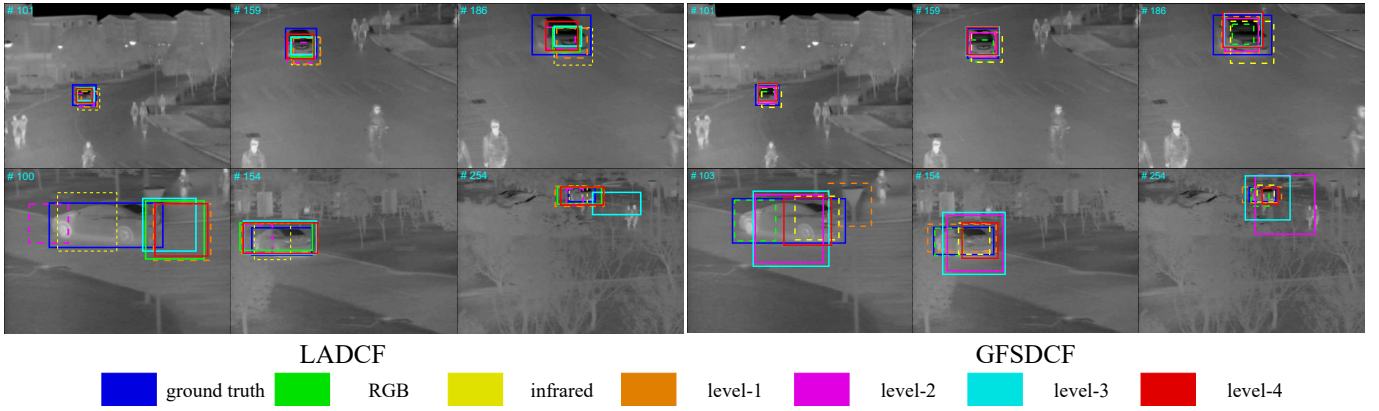 # 101 # 159 # 186 # 101 # 159 # 186
# 100 # 154 # 254 # 103 # 154 # 254
LADCF GFSDCF
ground truth RGB infrared level-1 level-2 level-3 level-4